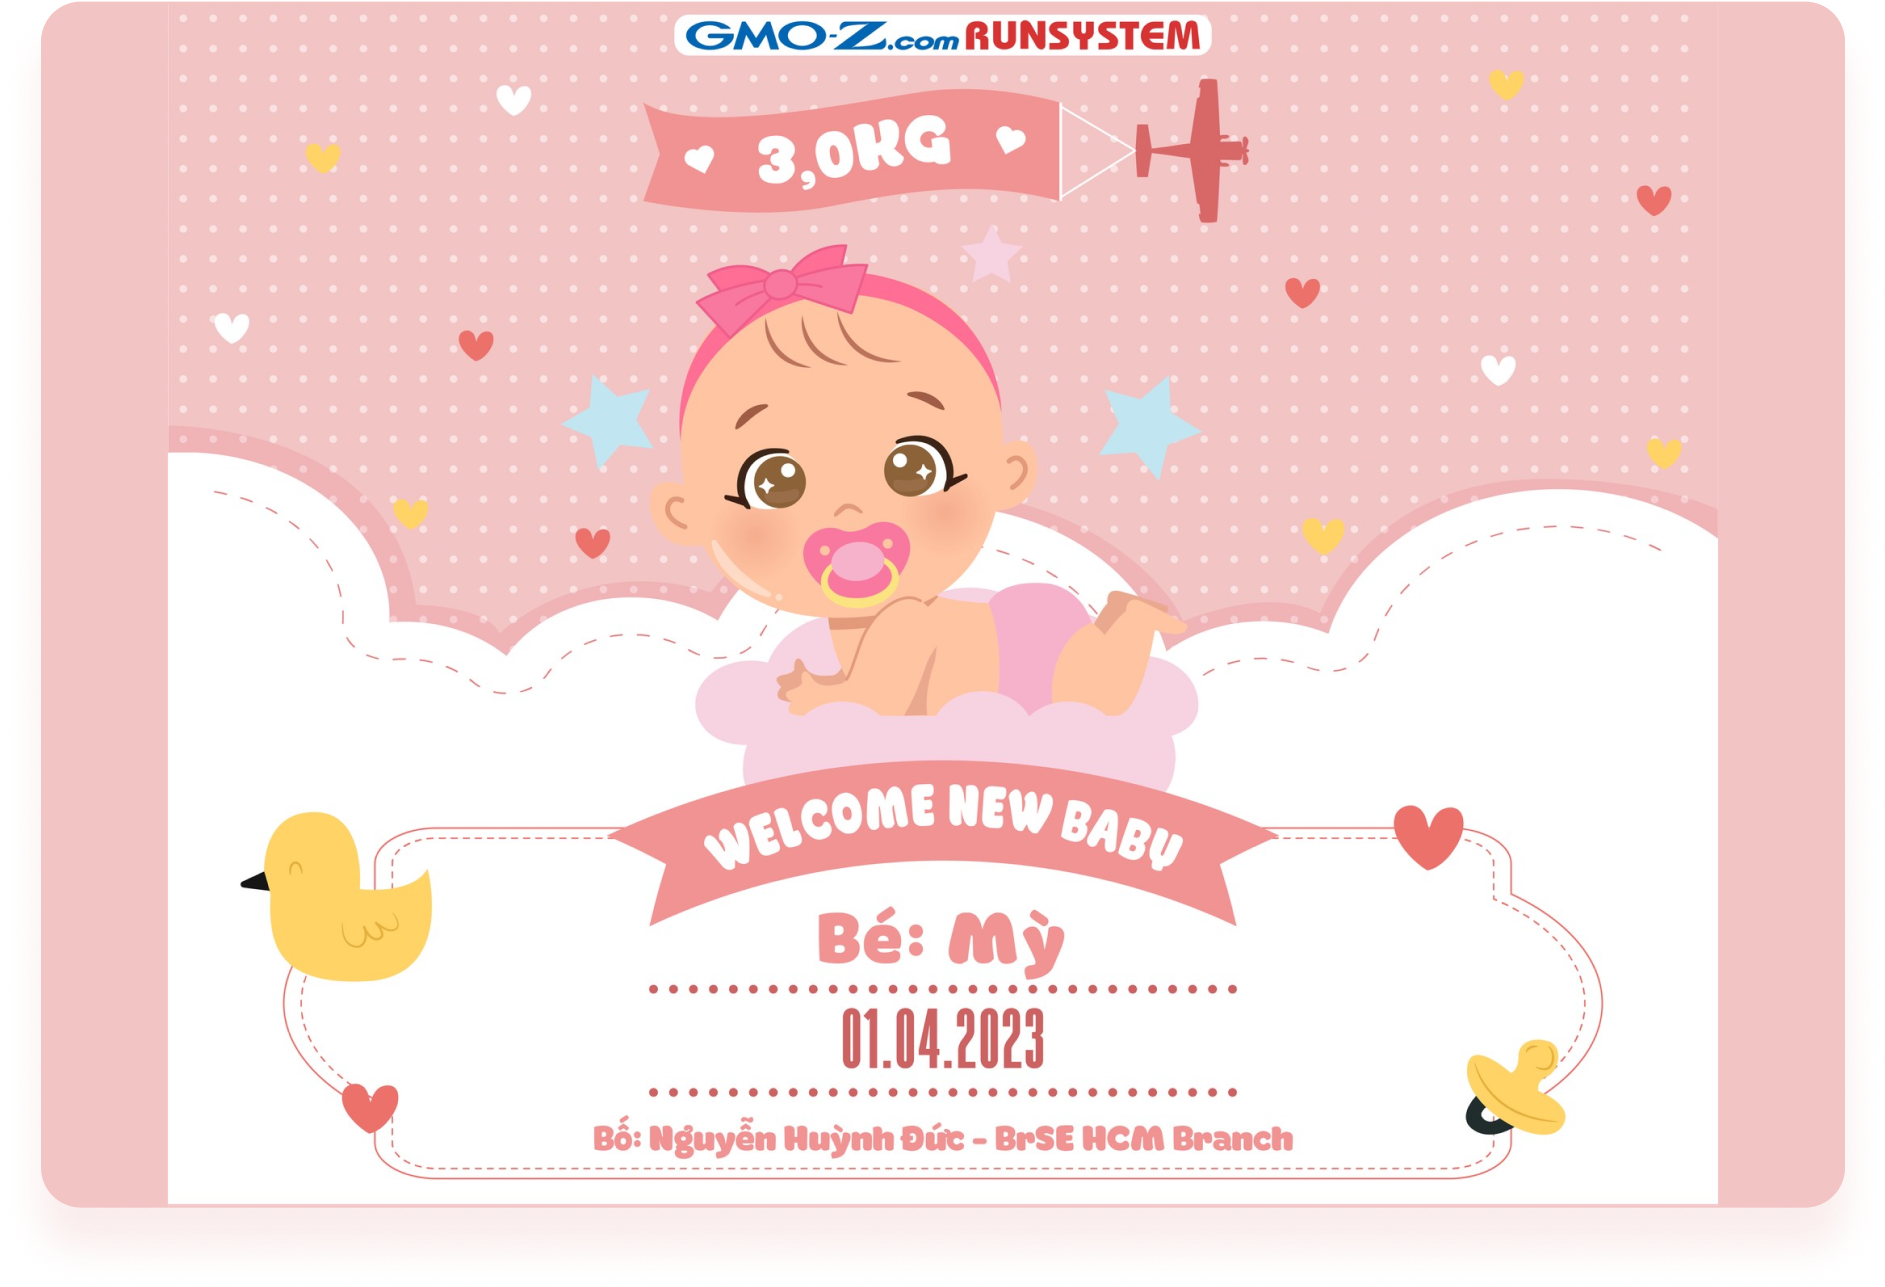 GMO-Z.com RUNSYSTEM
3,0KG
WELCOME NEW BABY
Bé: Mỳ
01.04.2023
Bố: Nguyễn Huỳnh Đức - BrSE HCM Branch